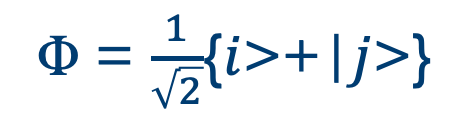 Φ = 1/√2 {i>+|j>}